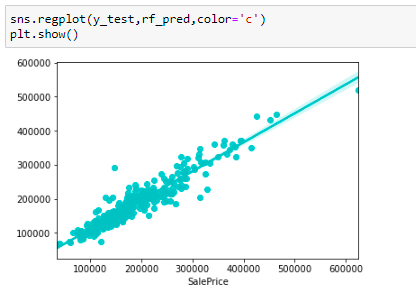 sns.regplot(y_test,rf_pred,color='c')
plt.show()
600000
500000
400000
300000
200000
100000
100000 200000 300000 400000 500000 600000
SalePrice